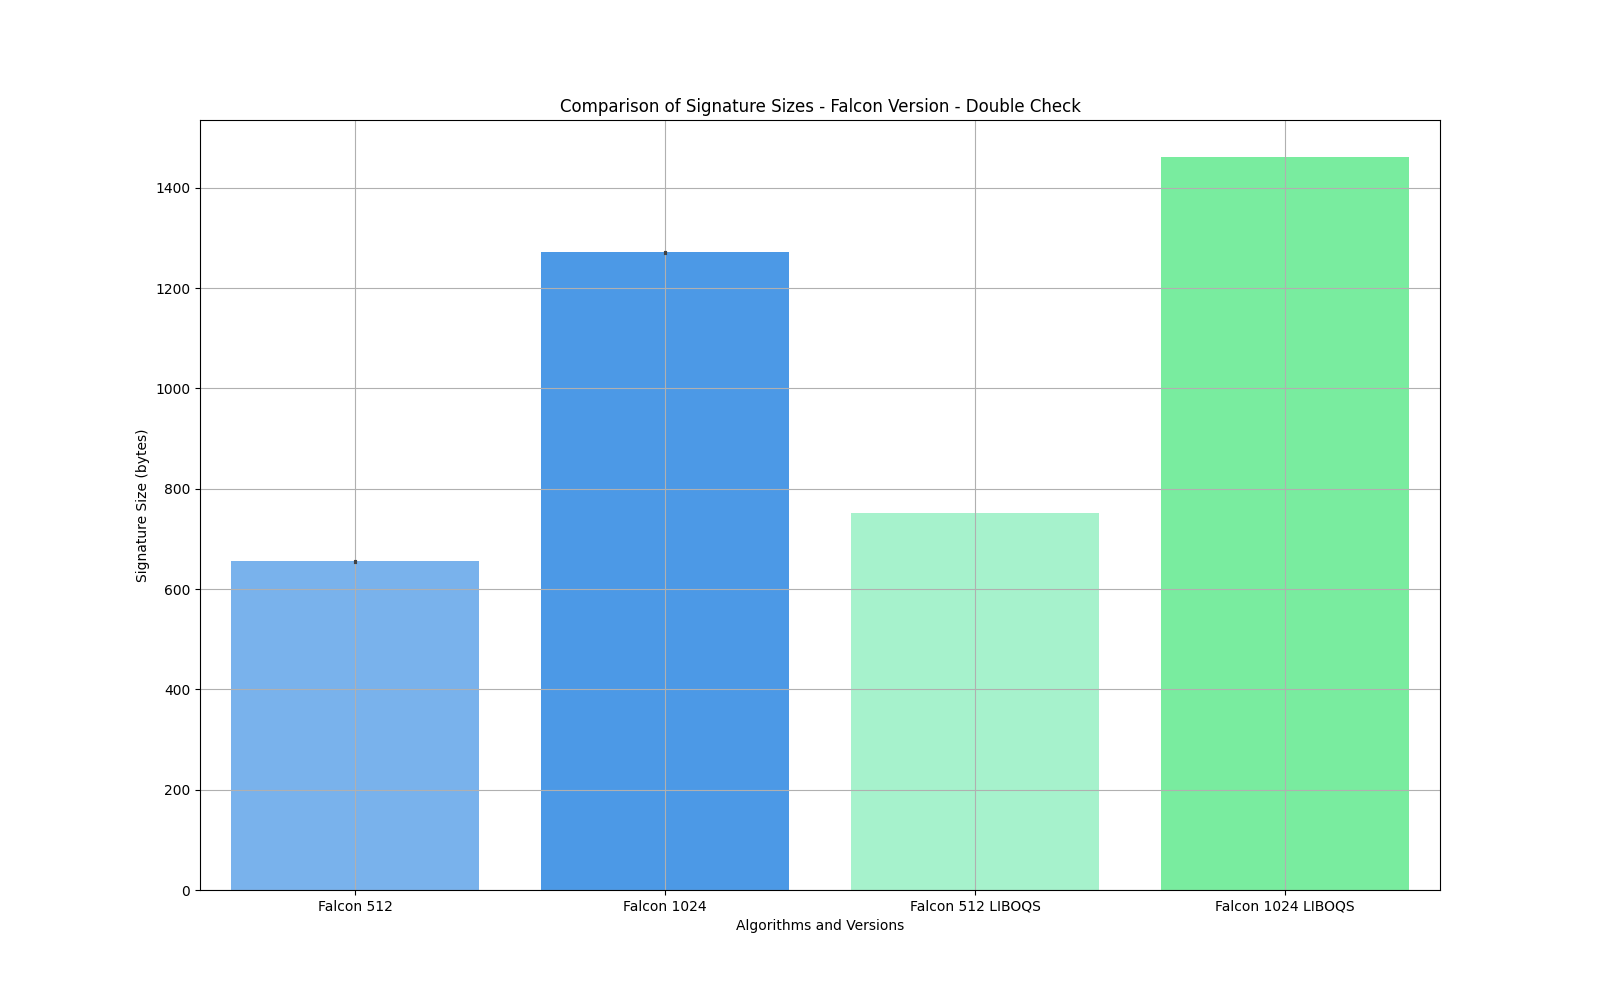 Comparison of Signature Sizes - Falcon Version - Double Check
1400
1200
1000
800
600
400
200
0
Signature Size (bytes)
Falcon 512
Falcon 1024
Falcon 512 LIBOQS
Falcon 1024 LIBOQS
Algorithms and Versions